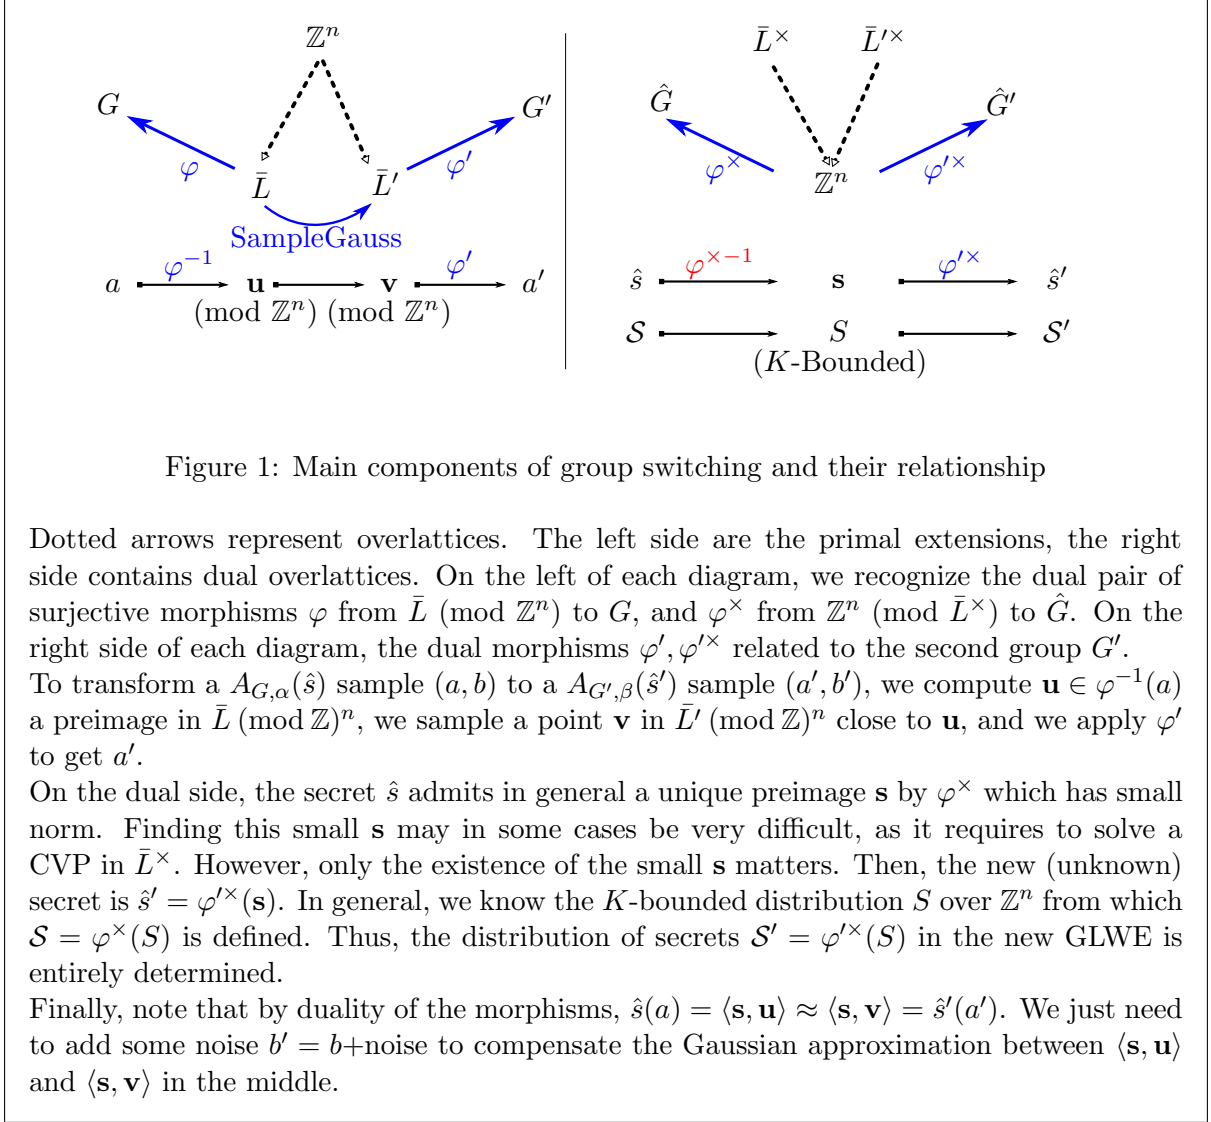 ℤⁿ
G
G′
φ
φ′
L̄
L̄′
SampleGauss
a
φ⁻¹
u
v
φ′
a′
(mod ℤⁿ) (mod ℤⁿ)
L̄^×
L̄′^×
Ĝ
Ĝ′
φ^×
φ′^×
ℤⁿ
ŝ
φ^{×−1}
s
φ′^×
ŝ′
𝒮
S
𝒮′
(K-Bounded)
Figure 1: Main components of group switching and their relationship
Dotted arrows represent overlattices. The left side are the primal extensions, the right
side contains dual overlattices. On the left of each diagram, we recognize the dual pair of
surjective morphisms φ from L̄ (mod ℤⁿ) to G, and φ^× from ℤⁿ (mod L̄^×) to Ĝ. On the
right side of each diagram, the dual morphisms φ′, φ′^× related to the second group G′.
To transform a A_{G,α}(ŝ) sample (a, b) to a A_{G′,β}(ŝ′) sample (a′, b′), we compute u ∈ φ⁻¹(a)
a preimage in L̄ (mod ℤ)ⁿ, we sample a point v in L̄′ (mod ℤ)ⁿ close to u, and we apply φ′
to get a′.
On the dual side, the secret ŝ admits in general a unique preimage s by φ^× which has small
norm. Finding this small s may in some cases be very difficult, as it requires to solve a
CVP in L̄^×. However, only the existence of the small s matters. Then, the new (unknown)
secret is ŝ′ = φ′^×(s). In general, we know the K-bounded distribution S over ℤⁿ from which
𝒮 = φ^×(S) is defined. Thus, the distribution of secrets 𝒮′ = φ′^×(S) in the new GLWE is
entirely determined.
Finally, note that by duality of the morphisms, ŝ(a) = ⟨s, u⟩ ≈ ⟨s, v⟩ = ŝ′(a′). We just need
to add some noise b′ = b+noise to compensate the Gaussian approximation between ⟨s, u⟩
and ⟨s, v⟩ in the middle.